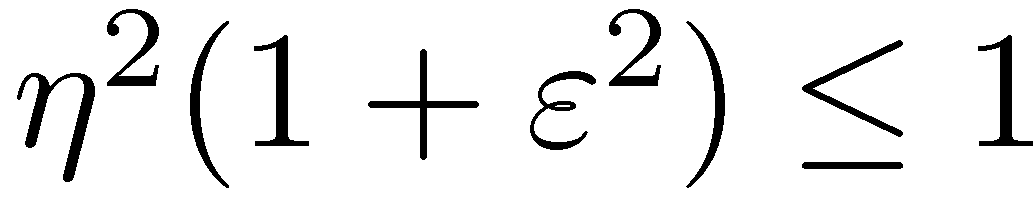 η²(1 + ε²) ≤ 1